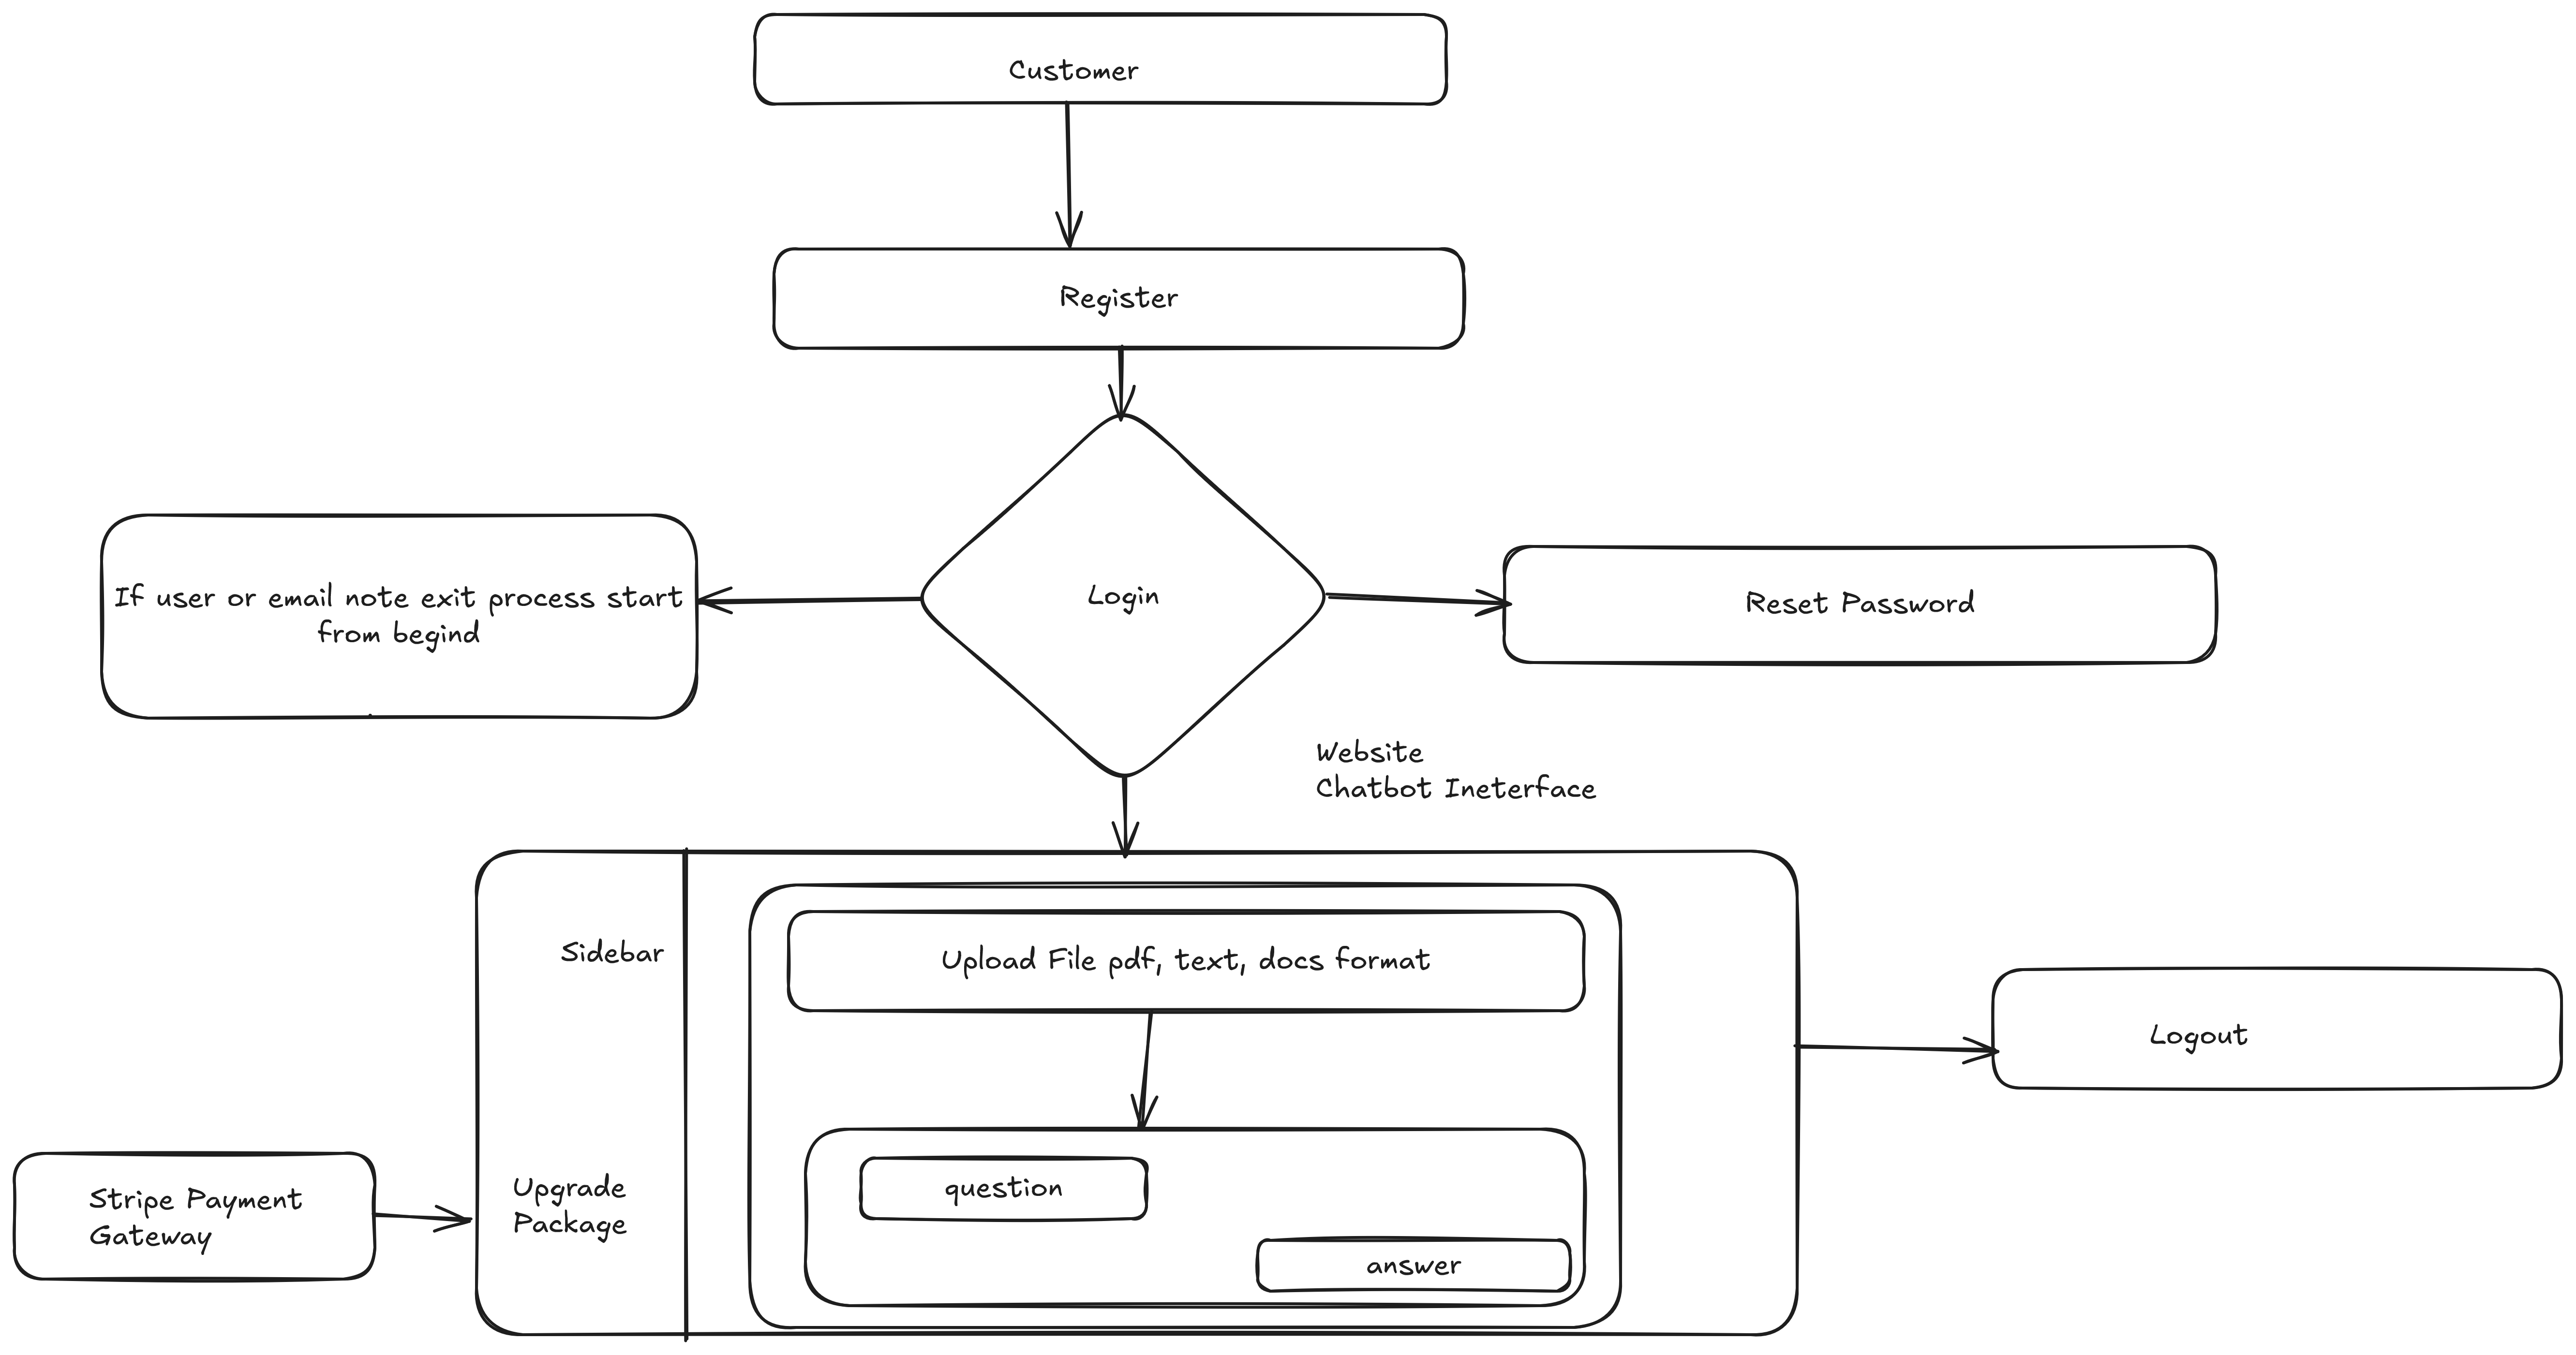 Customer
Register
If user or email note exit process start
from begind
Login
Reset Password
Website
Chatbot Ineterface
Sidebar
Upload File pdf, text, docs format
Logout
Stripe Payment
Gateway
Upgrade
Package
question
answer